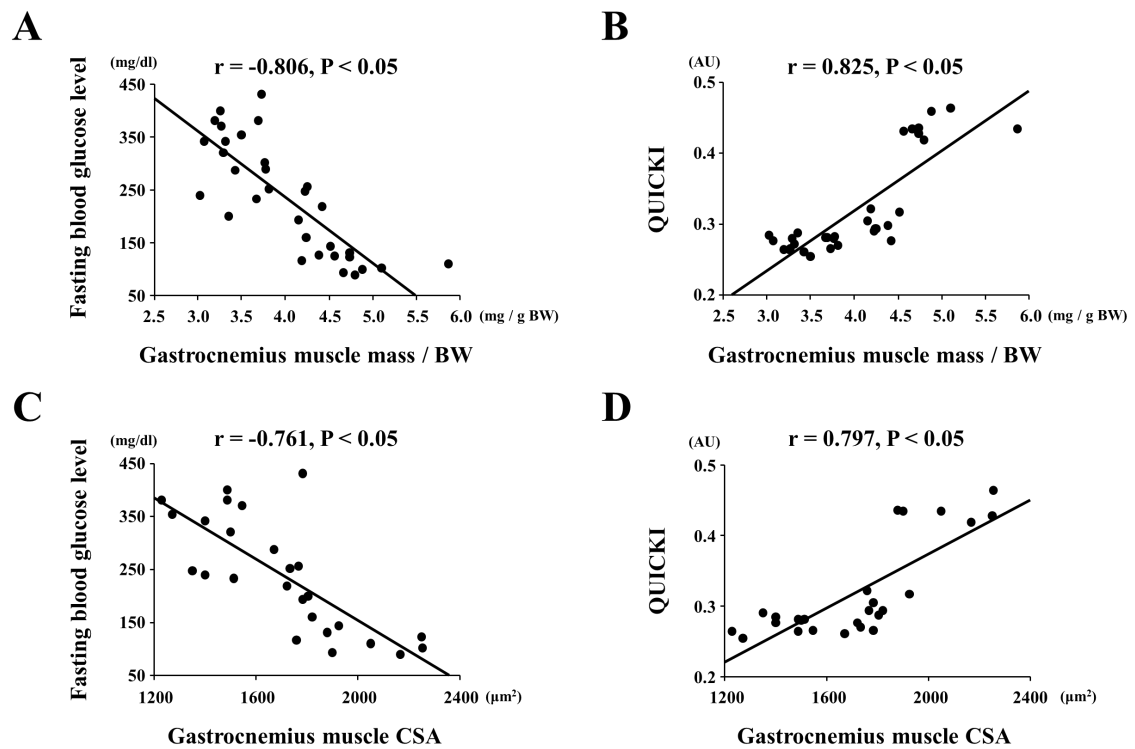 A
(mg/dl)
r = -0.806, P < 0.05
Fasting blood glucose level
450
350
250
150
50
2.5 3.0 3.5 4.0 4.5 5.0 5.5 6.0 (mg / g BW)
Gastrocnemius muscle mass / BW
B
(AU)
r = 0.825, P < 0.05
QUICKI
0.5
0.4
0.3
0.2
2.5 3.0 3.5 4.0 4.5 5.0 5.5 6.0 (mg / g BW)
Gastrocnemius muscle mass / BW
C
(mg/dl)
r = -0.761, P < 0.05
Fasting blood glucose level
450
350
250
150
50
1200 1600 2000 2400 (μm²)
Gastrocnemius muscle CSA
D
(AU)
r = 0.797, P < 0.05
QUICKI
0.5
0.4
0.3
0.2
1200 1600 2000 2400 (μm²)
Gastrocnemius muscle CSA